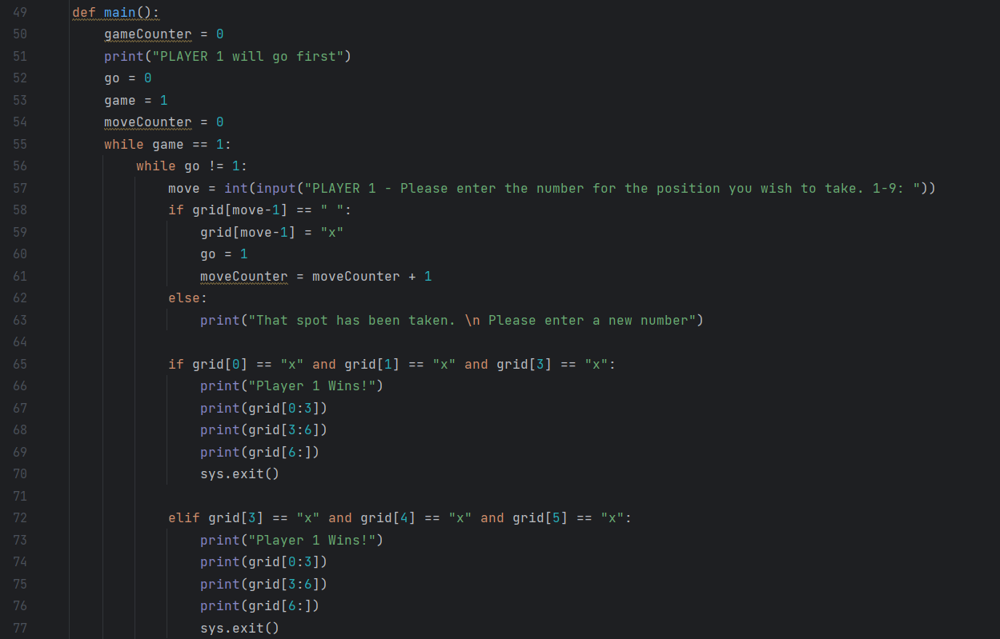 49 def main():
50 gameCounter = 0
51 print("PLAYER 1 will go first")
52 go = 0
53 game = 1
54 moveCounter = 0
55 while game == 1:
56 while go != 1:
57 move = int(input("PLAYER 1 - Please enter the number for the position you wish to take. 1-9: "))
58 if grid[move-1] == " ":
59 grid[move-1] = "x"
60 go = 1
61 moveCounter = moveCounter + 1
62 else:
63 print("That spot has been taken. \n Please enter a new number")
64
65 if grid[0] == "x" and grid[1] == "x" and grid[3] == "x":
66 print("Player 1 Wins!")
67 print(grid[0:3])
68 print(grid[3:6])
69 print(grid[6:])
70 sys.exit()
71
72 elif grid[3] == "x" and grid[4] == "x" and grid[5] == "x":
73 print("Player 1 Wins!")
74 print(grid[0:3])
75 print(grid[3:6])
76 print(grid[6:])
77 sys.exit()